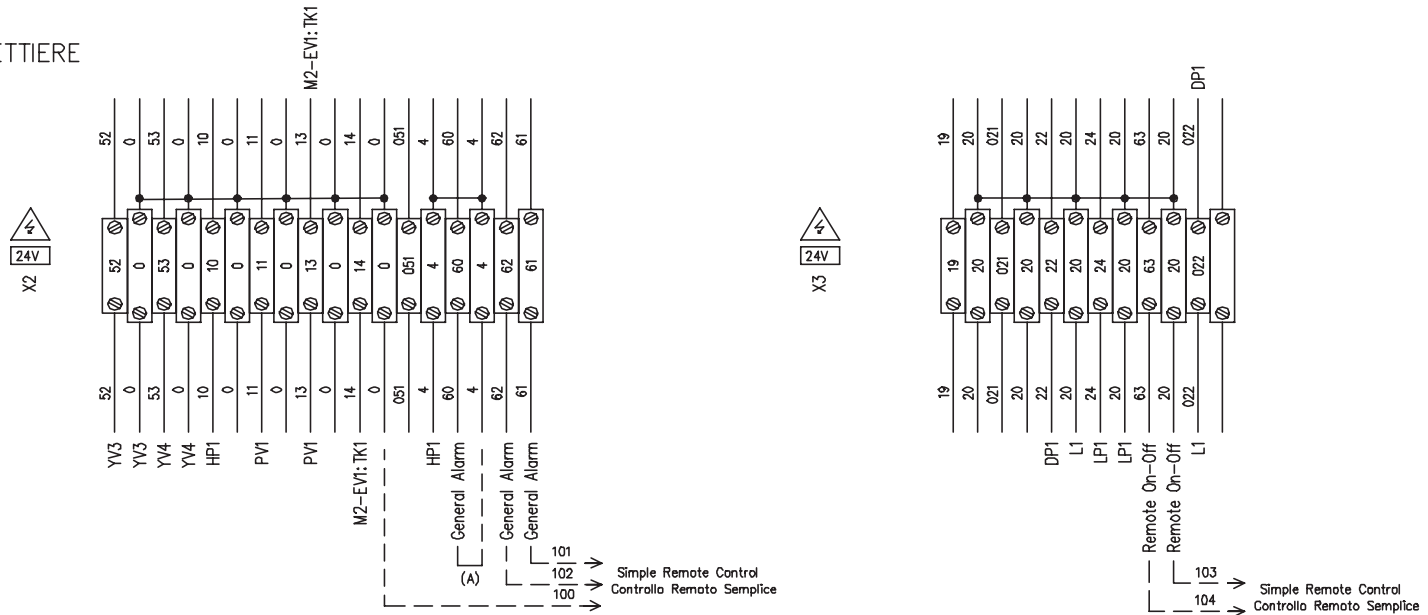 ETTIERE
M2-EV1:TK1
52 0 53 0 10 0 11 0 13 0 14 0 051 4 60 4 62 61
24V
X2
52 0 53 0 10 0 11 0 13 0 14 0 051 4 60 4 62 61
52 0 53 0 10 0 11 0 13 0 14 0 051 4 60 4 62 61
YV3 YV3 YV4 YV4 HP1 PV1 PV1 M2-EV1:TK1 HP1 General Alarm General Alarm General Alarm
(A)
101
102
100
Simple Remote Control
Controllo Remoto Semplice
DP1
19 20 021 20 22 20 24 20 63 20 022
24V
X3
19 20 021 20 22 20 24 20 63 20 022
19 20 021 20 22 20 24 20 63 20 022
DP1 L1 LP1 LP1 Remote On-Off Remote On-Off L1
103
104
Simple Remote Control
Controllo Remoto Semplice